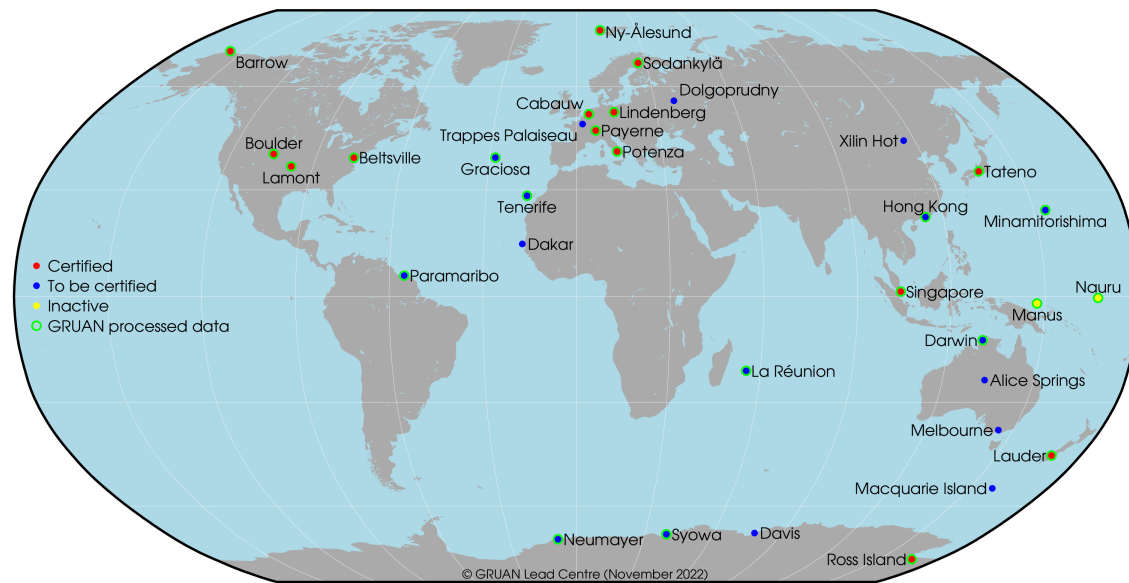 Ny-Ålesund
Barrow
Sodankylä
Dolgoprudny
Cabauw
Lindenberg
Trappes Palaiseau
Payerne
Xilin Hot
Boulder
Beltsville
Potenza
Graciosa
Lamont
Tateno
Tenerife
Hong Kong
Minamitorishima
Dakar
Certified
Paramaribo
To be certified
Inactive
GRUAN processed data
Singapore
Nauru
Manus
Darwin
La Réunion
Alice Springs
Melbourne
Lauder
Macquarie Island
Neumayer
Syowa
Davis
Ross Island
© GRUAN Lead Centre (November 2022)